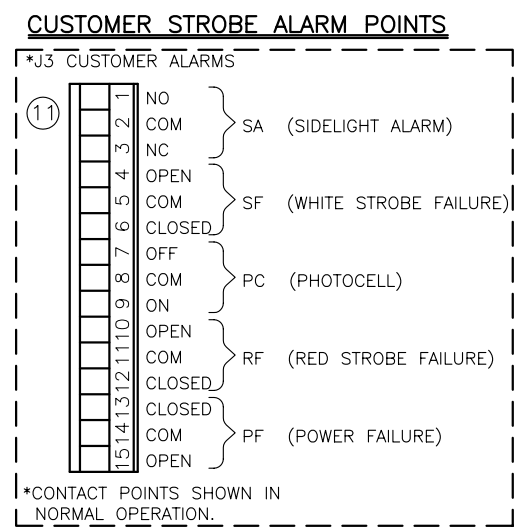 CUSTOMER STROBE ALARM POINTS
*J3 CUSTOMER ALARMS
11
1 NO
2 COM SA (SIDELIGHT ALARM)
3 NC
4 OPEN
5 COM SF (WHITE STROBE FAILURE)
6 CLOSED
7 OFF
8 COM PC (PHOTOCELL)
9 ON
10 OPEN
11 COM RF (RED STROBE FAILURE)
12 CLOSED
13 CLOSED
14 COM PF (POWER FAILURE)
15 OPEN
*CONTACT POINTS SHOWN IN
NORMAL OPERATION.